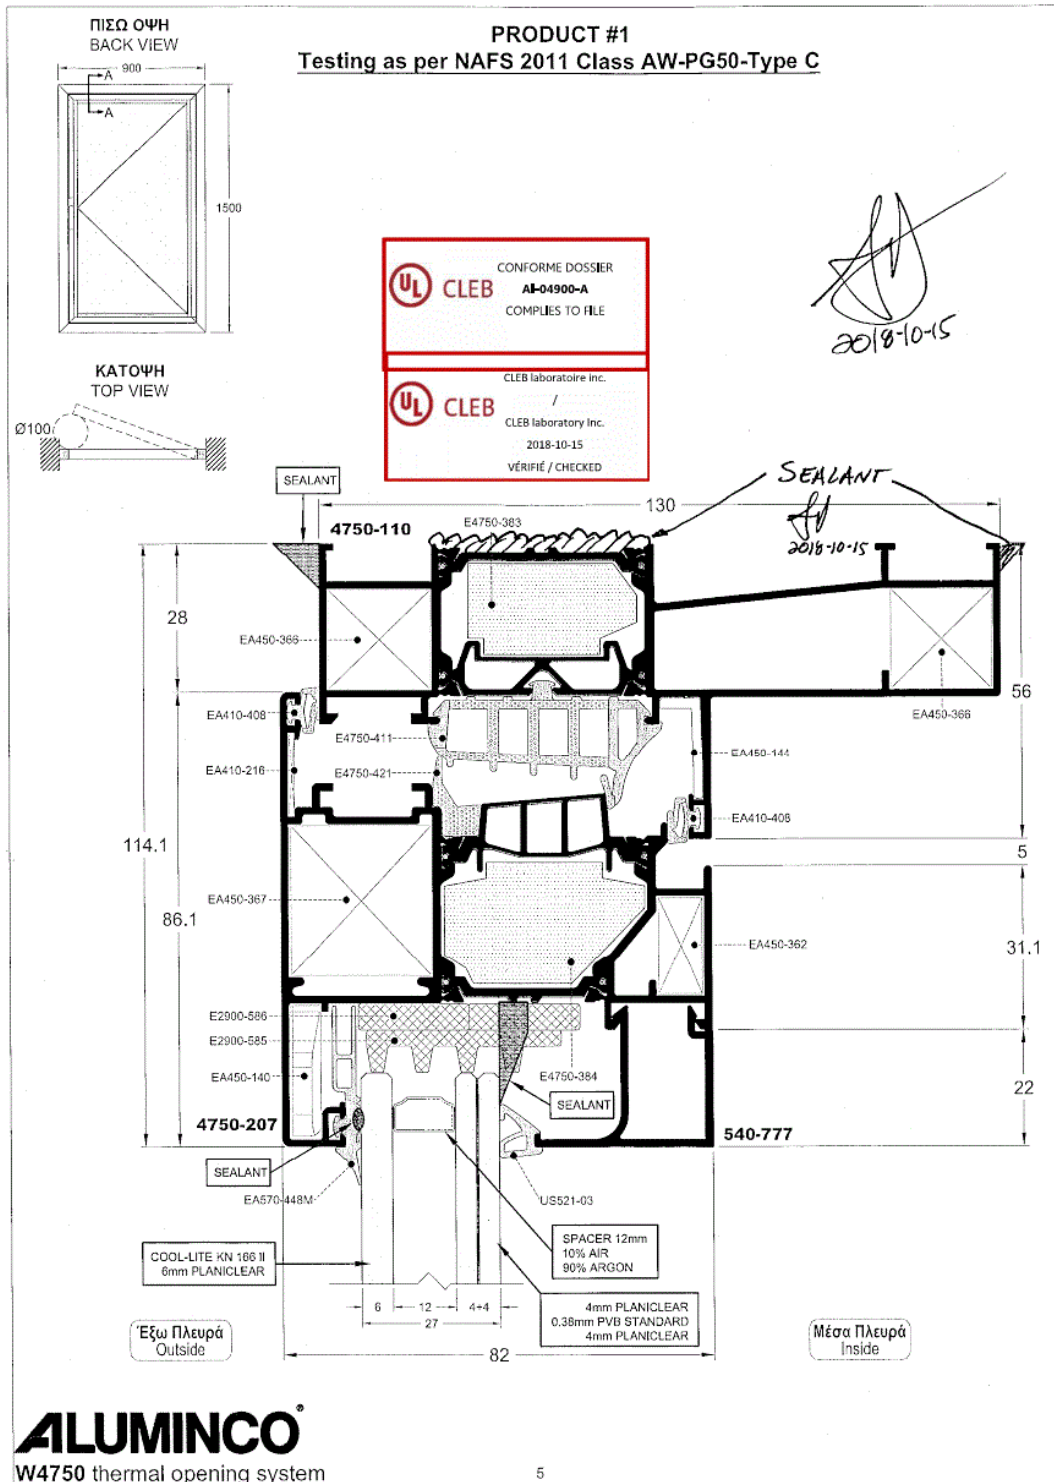 ΠΙΣΩ ΟΨΗ
BACK VIEW
PRODUCT #1
Testing as per NAFS 2011 Class AW-PG50-Type C
900
A
A
1500
ΚΑΤΟΨΗ
TOP VIEW
Ø100
UL CLEB
CONFORME DOSSIER
AI-04900-A
COMPLIES TO FILE
UL CLEB
CLEB laboratoire inc.
/
CLEB laboratory Inc.
2018-10-15
VÉRIFIÉ / CHECKED
2018-10-15
SEALANT
SEALANT
2018-10-15
130
4750-110
E4750-383
28
EA450-366
56
EA450-366
EA410-408
E4750-411
EA410-216
E4750-421
EA450-144
EA410-408
114.1
5
86.1
EA450-367
EA450-362
31.1
E2900-586
E2900-585
EA450-140
E4750-384
SEALANT
22
4750-207
540-777
SEALANT
EA570-448M
US521-03
SPACER 12mm
10% AIR
90% ARGON
COOL-LITE KN 166 II
6mm PLANICLEAR
6
12
4+4
27
4mm PLANICLEAR
0.38mm PVB STANDARD
4mm PLANICLEAR
Έξω Πλευρά
Outside
82
Μέσα Πλευρά
Inside
ALUMINCO®
W4750 thermal opening system
5